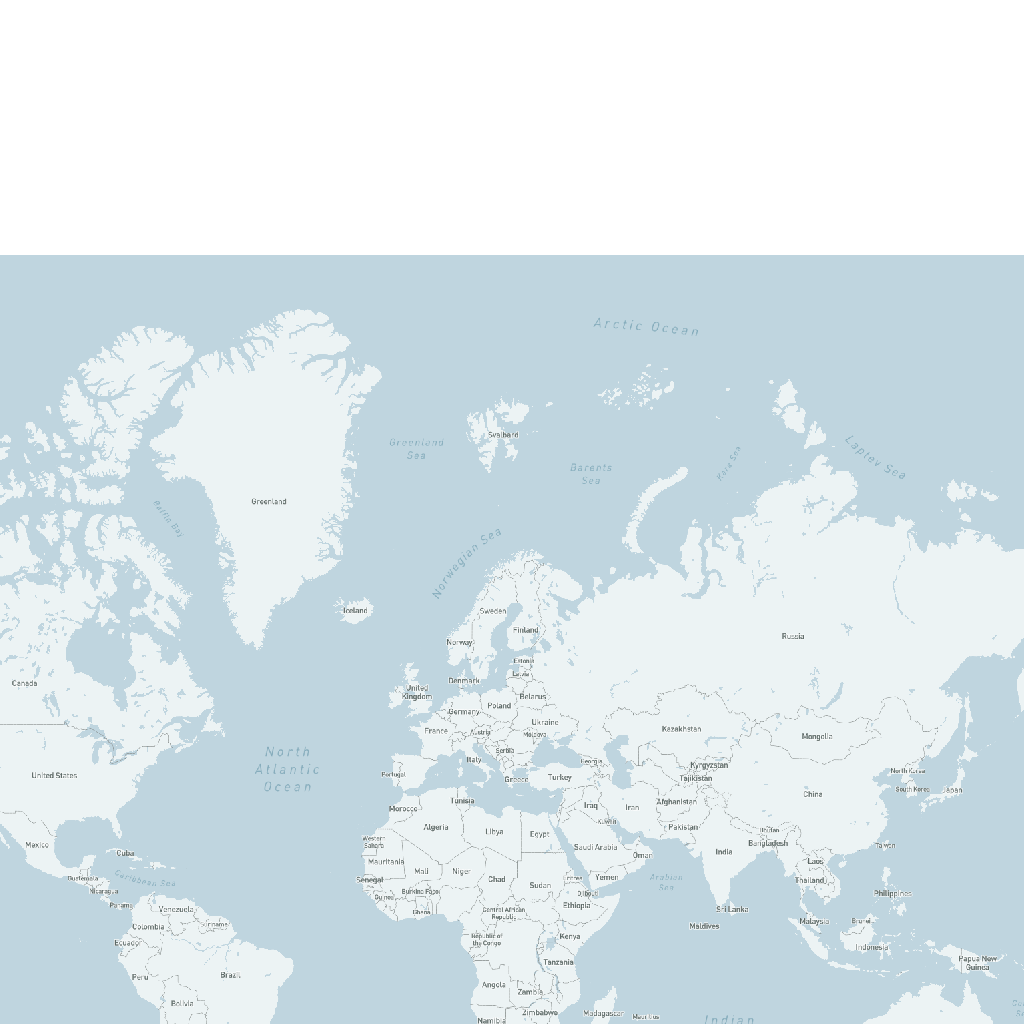 Arctic Ocean
Svalbard
Greenland
Sea
Laptev Sea
Kara Sea
Barents
Sea
Greenland
Baffin Bay
Norwegian Sea
Iceland
Sweden
Finland
Norway
Russia
Estonia
Latvia
Canada
Denmark
United
Kingdom
Belarus
Poland
Germany
Ukraine
France
Austria
Moldova
Kazakhstan
Mongolia
North
Atlantic
Ocean
Serbia
Italy
Georgia
Kyrgyzstan
United States
Portugal
Greece
Turkey
Tajikistan
North Korea
South Korea
Japan
China
Tunisia
Morocco
Iraq
Iran
Afghanistan
Kuwait
Algeria
Libya
Egypt
Pakistan
Bhutan
Western
Sahara
Mexico
Saudi Arabia
Bangladesh
Taiwan
Cuba
India
Oman
Mauritania
Laos
Mali
Niger
Guatemala
Caribbean Sea
Senegal
Chad
Sudan
Eritrea
Yemen
Arabian
Sea
Thailand
Nicaragua
Burkina Faso
Guinea
Djibouti
Philippines
Panama
Venezuela
Ghana
Central African
Republic
Ethiopia
Sri Lanka
Colombia
Suriname
Maldives
Malaysia
Brunei
Ecuador
Republic of
the Congo
Kenya
Indonesia
Peru
Brazil
Tanzania
Papua New
Guinea
Angola
Zambia
Bolivia
Namibia
Zimbabwe
Madagascar
Mauritius
Indian